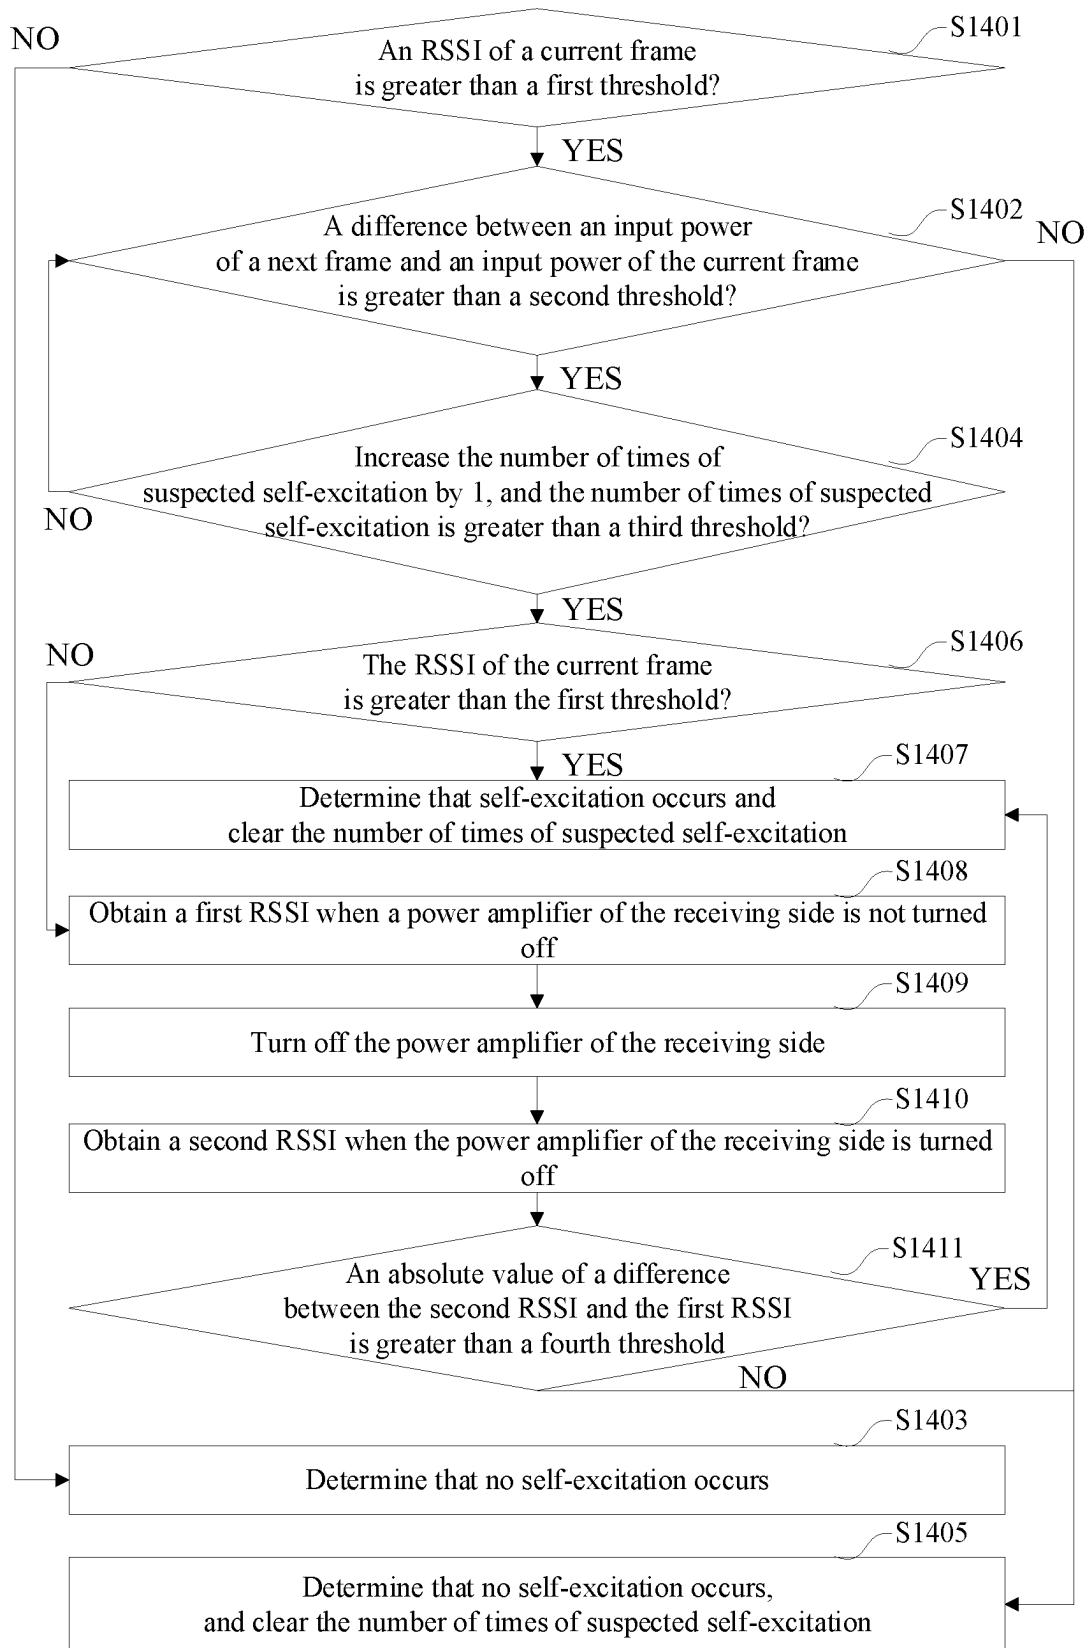 NO
S1401
An RSSI of a current frame
is greater than a first threshold?
YES
S1402
NO
A difference between an input power
of a next frame and an input power of the current frame
is greater than a second threshold?
YES
S1404
Increase the number of times of
suspected self-excitation by 1, and the number of times of suspected
self-excitation is greater than a third threshold?
NO
YES
S1406
NO
The RSSI of the current frame
is greater than the first threshold?
YES
S1407
Determine that self-excitation occurs and
clear the number of times of suspected self-excitation
S1408
Obtain a first RSSI when a power amplifier of the receiving side is not turned
off
S1409
Turn off the power amplifier of the receiving side
S1410
Obtain a second RSSI when the power amplifier of the receiving side is turned
off
S1411
YES
An absolute value of a difference
between the second RSSI and the first RSSI
is greater than a fourth threshold
NO
S1403
Determine that no self-excitation occurs
S1405
Determine that no self-excitation occurs,
and clear the number of times of suspected self-excitation